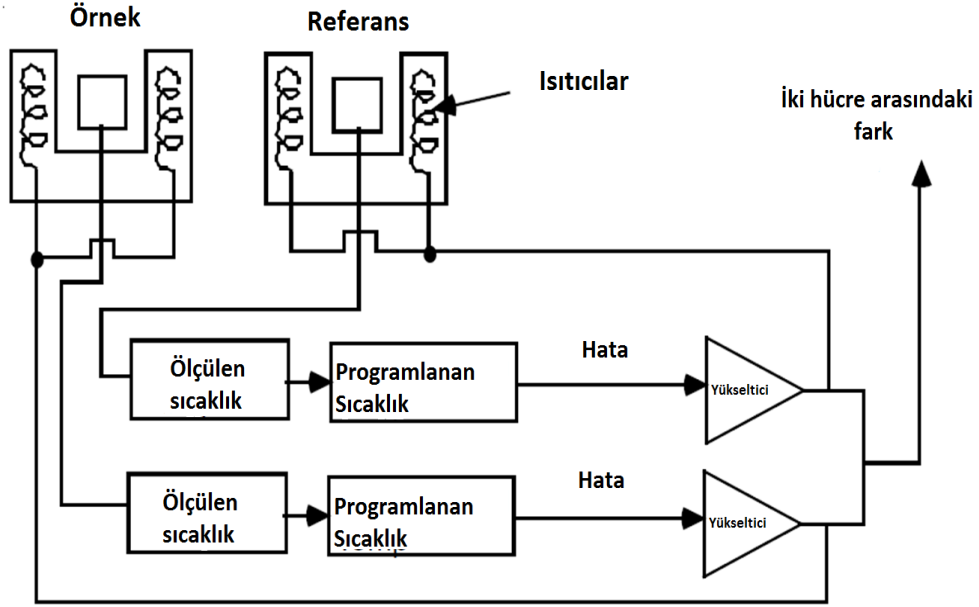 Örnek
Referans
Isıtıcılar
İki hücre arasındaki
fark
Ölçülen
sıcaklık
Programlanan
Sıcaklık
Hata
Yükseltici
Ölçülen
sıcaklık
Programlanan
Sıcaklık
Hata
Yükseltici